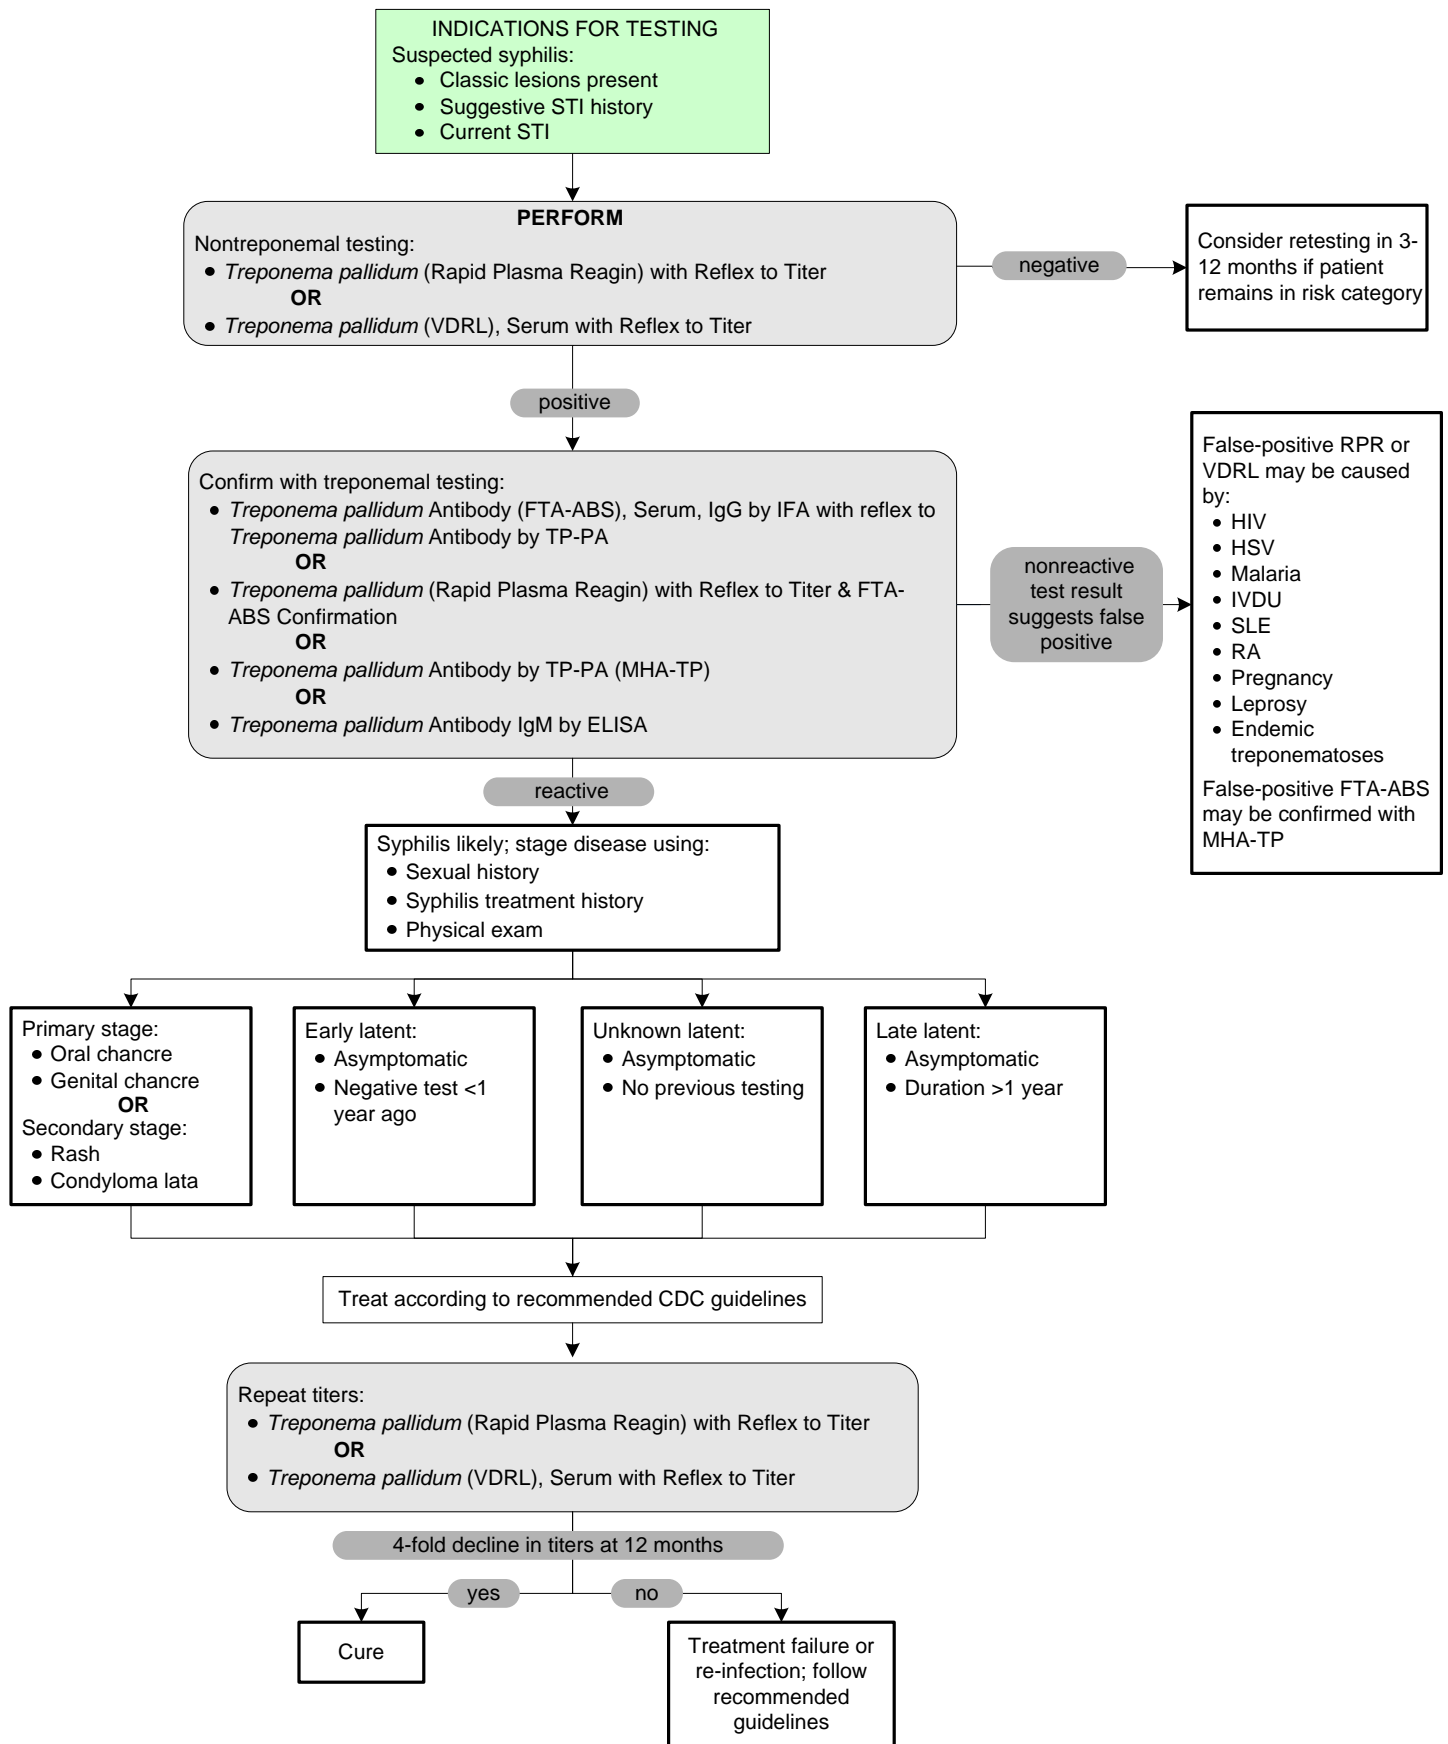 INDICATIONS FOR TESTING
Suspected syphilis:
• Classic lesions present
• Suggestive STI history
• Current STI
PERFORM
Nontreponemal testing:
• Treponema pallidum (Rapid Plasma Reagin) with Reflex to Titer
OR
• Treponema pallidum (VDRL), Serum with Reflex to Titer
negative
Consider retesting in 3-
12 months if patient
remains in risk category
positive
Confirm with treponemal testing:
• Treponema pallidum Antibody (FTA-ABS), Serum, IgG by IFA with reflex to
Treponema pallidum Antibody by TP-PA
OR
• Treponema pallidum (Rapid Plasma Reagin) with Reflex to Titer & FTA-
ABS Confirmation
OR
• Treponema pallidum Antibody by TP-PA (MHA-TP)
OR
• Treponema pallidum Antibody IgM by ELISA
nonreactive
test result
suggests false
positive
False-positive RPR or
VDRL may be caused
by:
• HIV
• HSV
• Malaria
• IVDU
• SLE
• RA
• Pregnancy
• Leprosy
• Endemic
treponematoses
False-positive FTA-ABS
may be confirmed with
MHA-TP
reactive
Syphilis likely; stage disease using:
• Sexual history
• Syphilis treatment history
• Physical exam
Primary stage:
• Oral chancre
• Genital chancre
OR
Secondary stage:
• Rash
• Condyloma lata
Early latent:
• Asymptomatic
• Negative test <1
year ago
Unknown latent:
• Asymptomatic
• No previous testing
Late latent:
• Asymptomatic
• Duration >1 year
Treat according to recommended CDC guidelines
Repeat titers:
• Treponema pallidum (Rapid Plasma Reagin) with Reflex to Titer
OR
• Treponema pallidum (VDRL), Serum with Reflex to Titer
4-fold decline in titers at 12 months
yes
no
Cure
Treatment failure or
re-infection; follow
recommended
guidelines